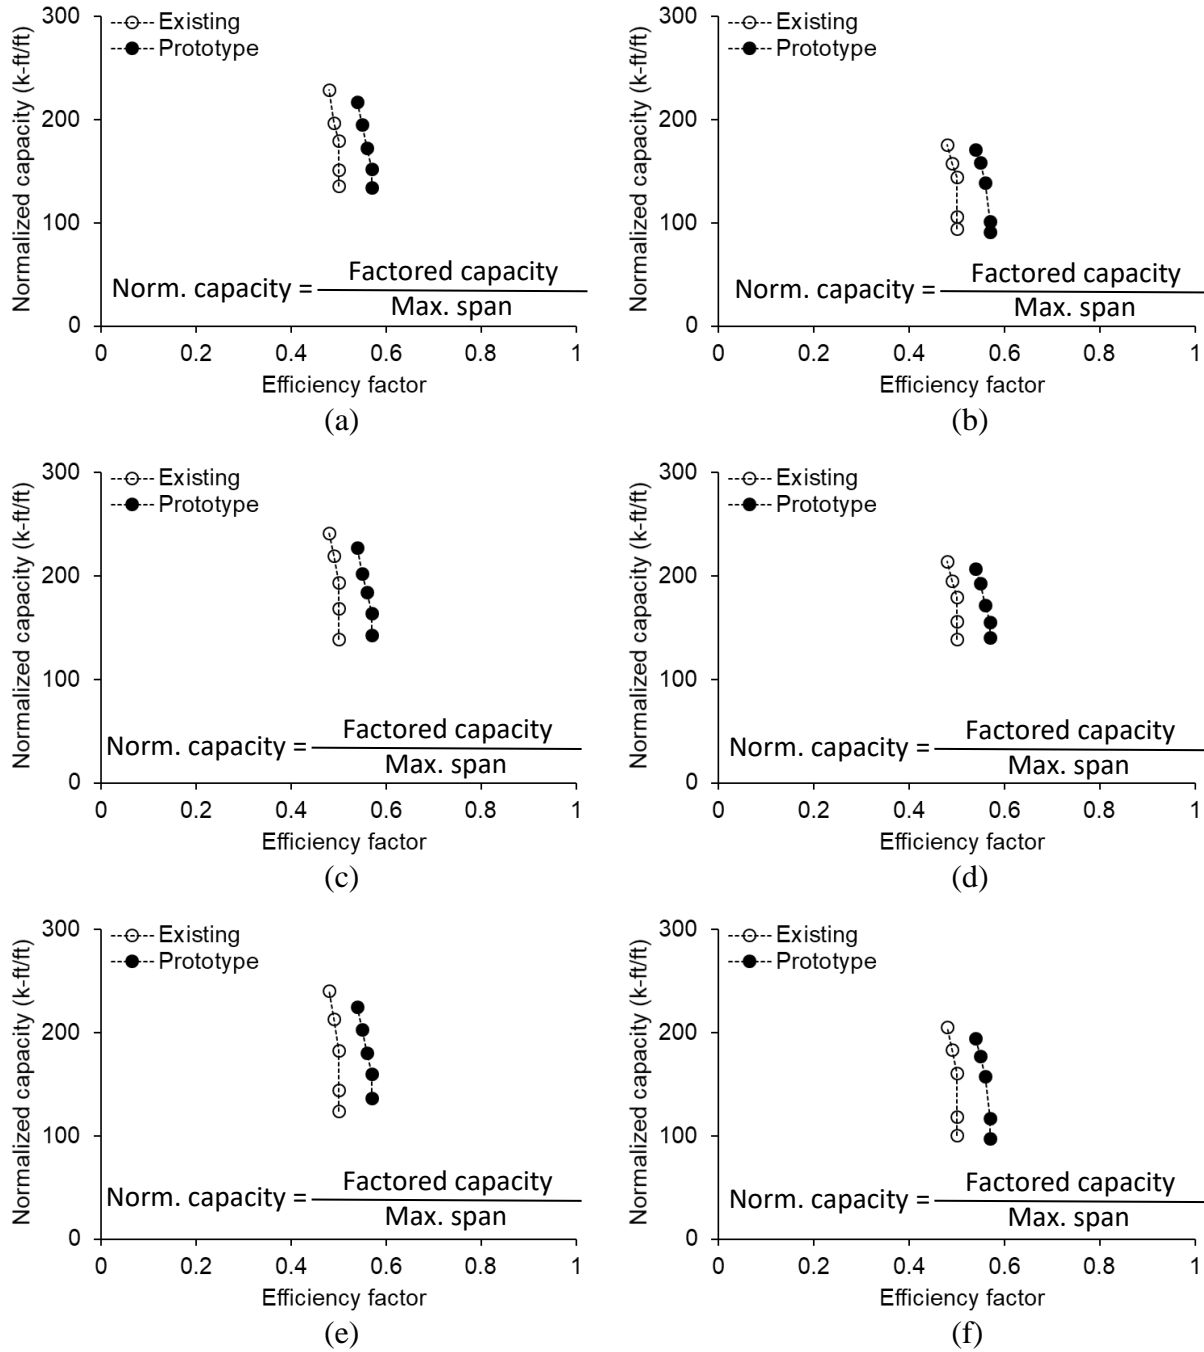 300
Existing
Prototype
200
100
0
Normalized capacity (k-ft/ft)
Norm. capacity = Factored capacity
Max. span
0 0.2 0.4 0.6 0.8 1
Efficiency factor
(a)
300
Existing
Prototype
200
100
0
Normalized capacity (k-ft/ft)
Norm. capacity = Factored capacity
Max. span
0 0.2 0.4 0.6 0.8 1
Efficiency factor
(b)
300
Existing
Prototype
200
100
0
Normalized capacity (k-ft/ft)
Norm. capacity = Factored capacity
Max. span
0 0.2 0.4 0.6 0.8 1
Efficiency factor
(c)
300
Existing
Prototype
200
100
0
Normalized capacity (k-ft/ft)
Norm. capacity = Factored capacity
Max. span
0 0.2 0.4 0.6 0.8 1
Efficiency factor
(d)
300
Existing
Prototype
200
100
0
Normalized capacity (k-ft/ft)
Norm. capacity = Factored capacity
Max. span
0 0.2 0.4 0.6 0.8 1
Efficiency factor
(e)
300
Existing
Prototype
200
100
0
Normalized capacity (k-ft/ft)
Norm. capacity = Factored capacity
Max. span
0 0.2 0.4 0.6 0.8 1
Efficiency factor
(f)